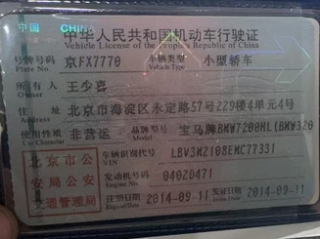 中国 CHINA
中华人民共和国机动车行驶证
Vehicle License of the People's Republic of China
号牌号码 京FX7770 车辆类型 小型轿车
Plate No. Vehicle Type
所有人 王少喜
Owner
住址 北京市海淀区永定路57号229楼4单元4号
使用性质 非营运 品牌型号 宝马牌BMW7200HL(BMW320
北京市公安局公安交通管理局
车辆识别代号 LBV3M2108EMC77331
VIN
发动机号码 04020471
Engine No.
注册日期 2014-09-11 发证日期 2014-09-11
Register Date Issue Date